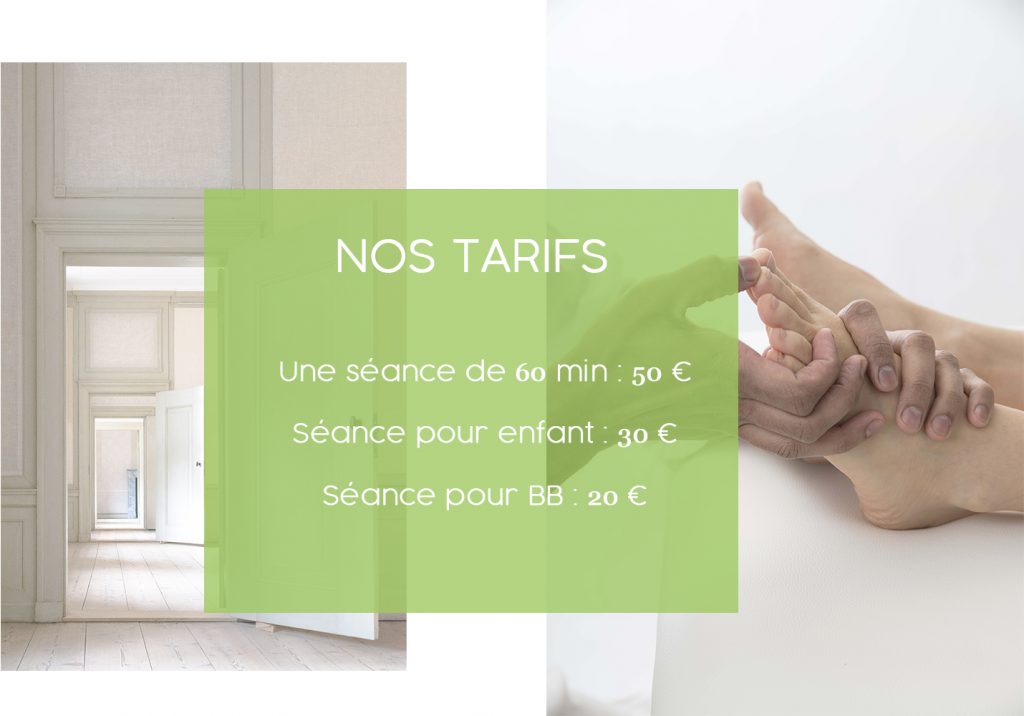 NOS TARIFS
Une séance de 60 min : 50 €
Séance pour enfant : 30 €
Séance pour BB : 20 €